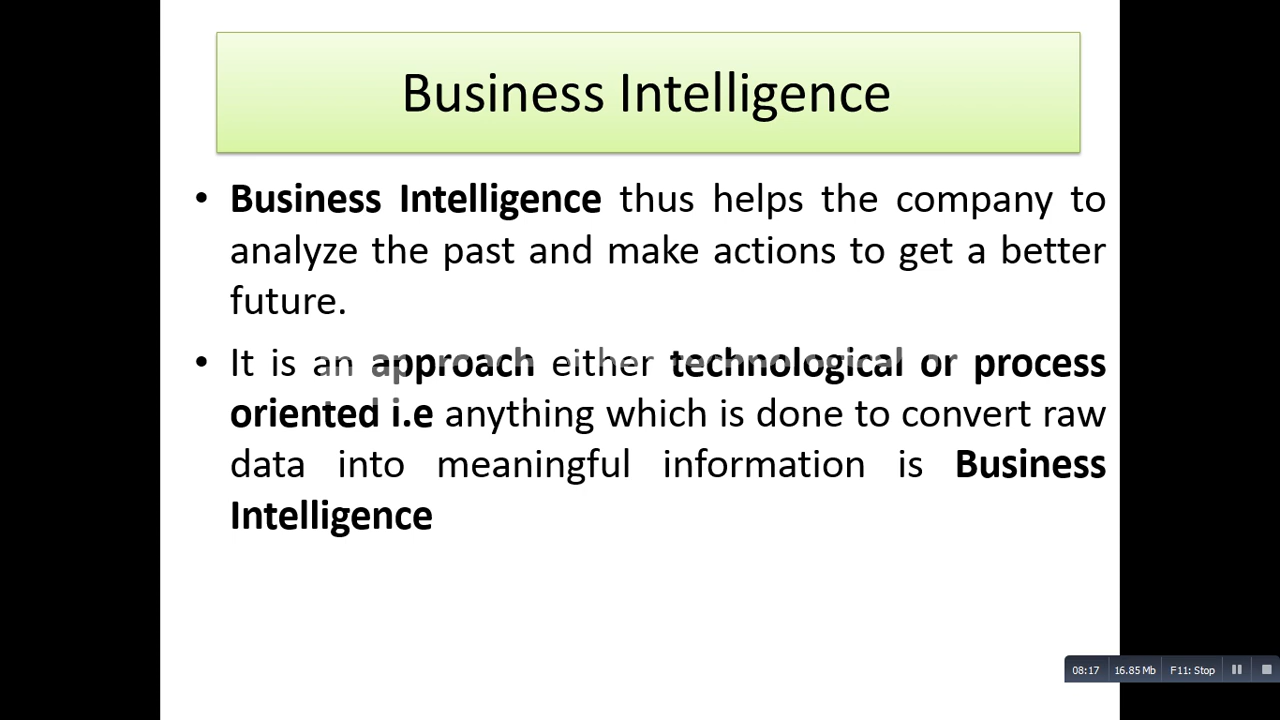 Business Intelligence
• Business Intelligence thus helps the company to
analyze the past and make actions to get a better
future.
• It is an approach either technological or process
oriented i.e anything which is done to convert raw
data into meaningful information is Business
Intelligence
08:17 16.85 Mb F11: Stop